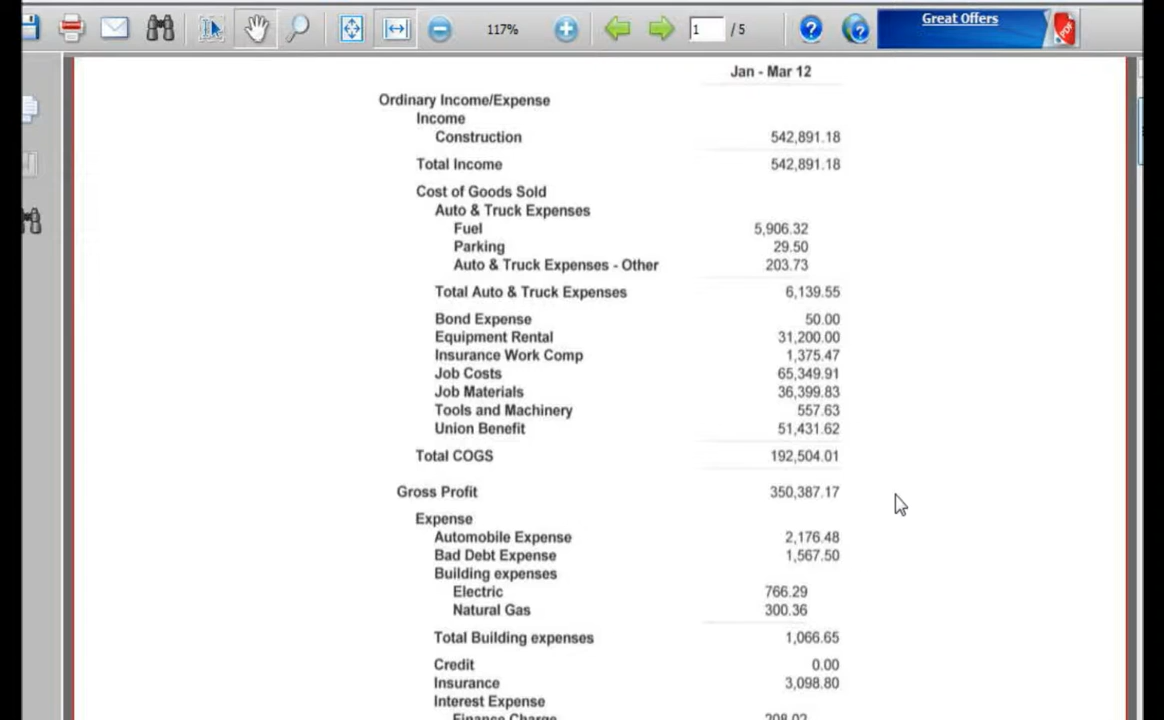 117%
1 / 5
Great Offers
Jan - Mar 12
Ordinary Income/Expense
Income
Construction 542,891.18
Total Income 542,891.18
Cost of Goods Sold
Auto & Truck Expenses
Fuel 5,906.32
Parking 29.50
Auto & Truck Expenses - Other 203.73
Total Auto & Truck Expenses 6,139.55
Bond Expense 50.00
Equipment Rental 31,200.00
Insurance Work Comp 1,375.47
Job Costs 65,349.91
Job Materials 36,399.83
Tools and Machinery 557.63
Union Benefit 51,431.62
Total COGS 192,504.01
Gross Profit 350,387.17
Expense
Automobile Expense 2,176.48
Bad Debt Expense 1,567.50
Building expenses
Electric 766.29
Natural Gas 300.36
Total Building expenses 1,066.65
Credit 0.00
Insurance 3,098.80
Interest Expense
Finance Charge 208.02